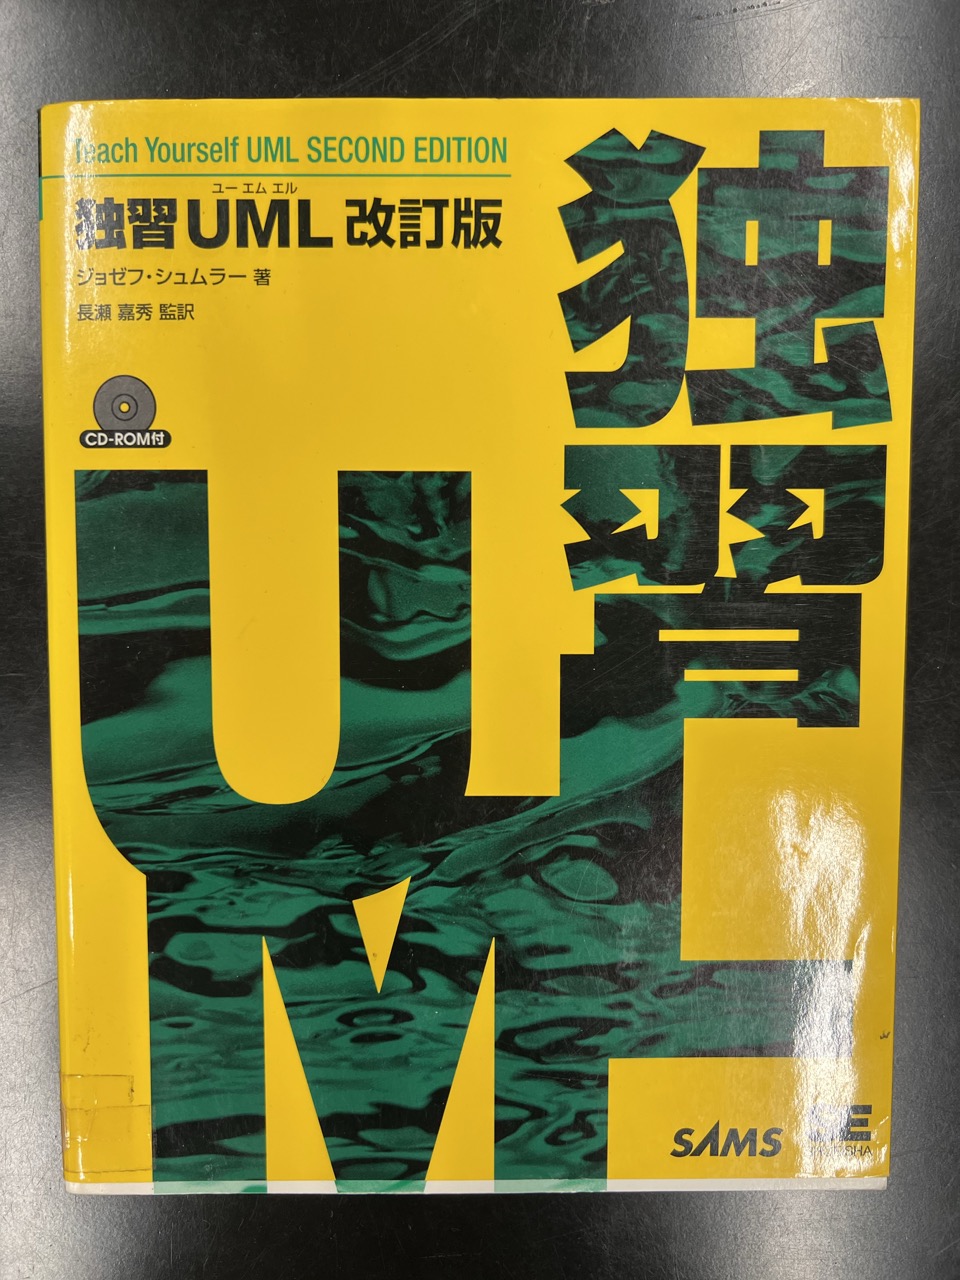 Teach Yourself UML SECOND EDITION
ユー エム エル
独習UML 改訂版
ジョゼフ・シュムラー 著
長瀬 嘉秀 監訳
CD-ROM付
独習
UML
SAMS
SE